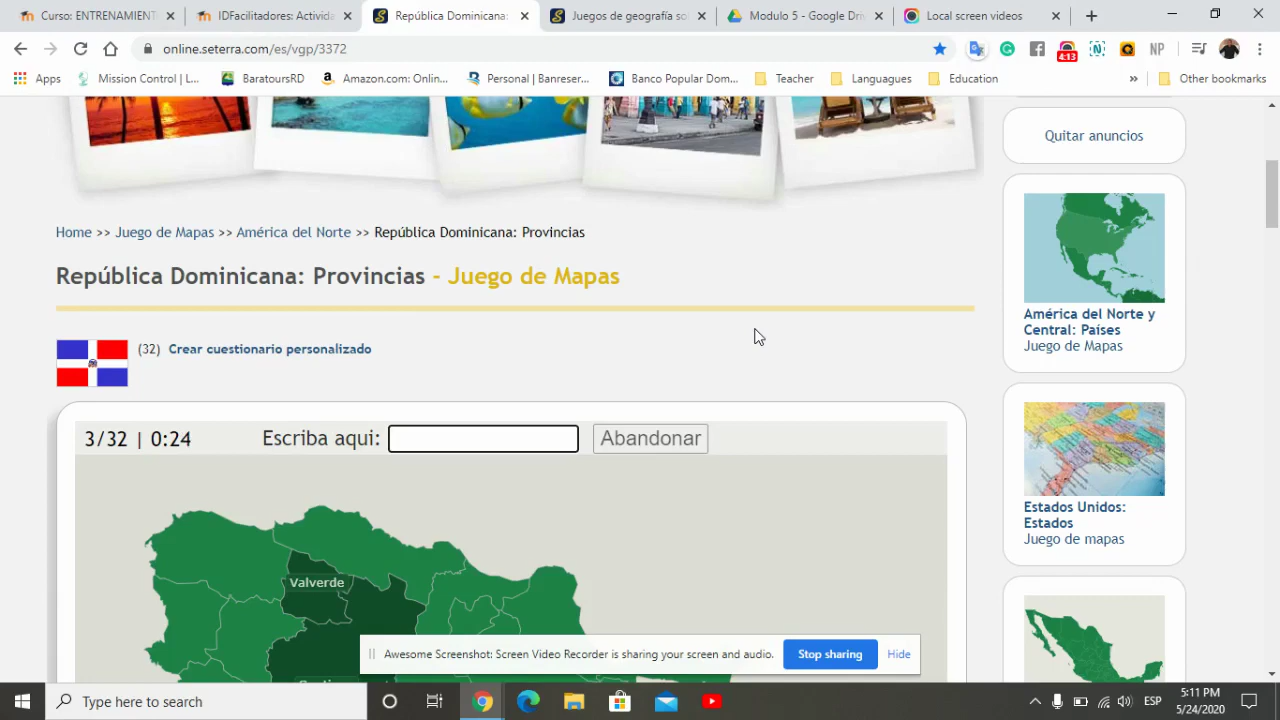 Curso: ENTRENAMIENT
IDFacilitadores: Activida
República Dominicana:
Juegos de geografía so
Modulo 5 - Google Dri
Local screen videos
online.seterra.com/es/vgp/3372
4:13
NP
Apps
Mission Control | L...
BaratoursRD
Amazon.com: Onlin...
Personal | Banreser...
Banco Popular Dom...
Teacher
Languagues
Education
Other bookmarks
Quitar anuncios
Home >> Juego de Mapas >> América del Norte >> República Dominicana: Provincias
República Dominicana: Provincias - Juego de Mapas
(32) Crear cuestionario personalizado
América del Norte y
Central: Países
Juego de Mapas
3/32 | 0:24
Escriba aqui:
Abandonar
Estados Unidos:
Estados
Juego de mapas
Valverde
Awesome Screenshot: Screen Video Recorder is sharing your screen and audio.
Stop sharing
Hide
Type here to search
ESP
5:11 PM
5/24/2020